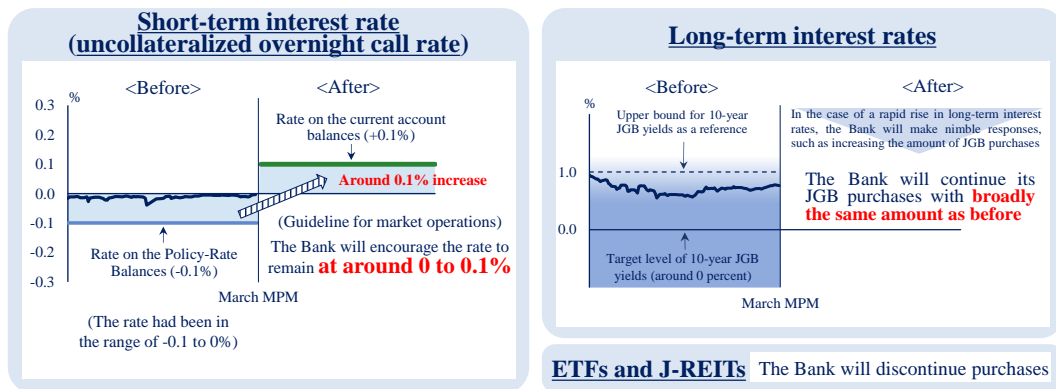 Short-term interest rate
(uncollateralized overnight call rate)
<Before>
<After>
%
0.3
0.2
0.1
0.0
-0.1
-0.2
-0.3
Rate on the current account
balances (+0.1%)
Around 0.1% increase
(Guideline for market operations)
The Bank will encourage the rate to
remain at around 0 to 0.1%
Rate on the Policy-Rate
Balances (-0.1%)
March MPM
(The rate had been in
the range of -0.1 to 0%)
Long-term interest rates
<Before>
<After>
%
1.0
0.0
Upper bound for 10-year
JGB yields as a reference
Target level of 10-year JGB
yields (around 0 percent)
March MPM
In the case of a rapid rise in long-term interest
rates, the Bank will make nimble responses,
such as increasing the amount of JGB purchases
The Bank will continue its
JGB purchases with broadly
the same amount as before
ETFs and J-REITs The Bank will discontinue purchases